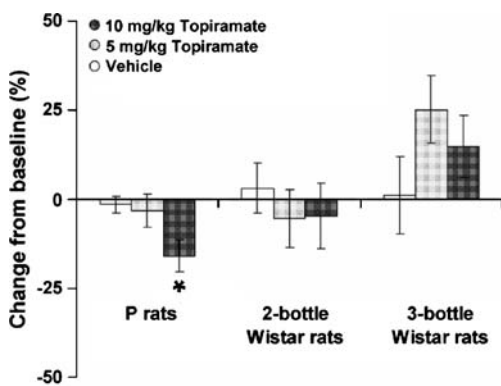 50
25
0
-25
-50
Change from baseline (%)
10 mg/kg Topiramate
5 mg/kg Topiramate
Vehicle
*
P rats
2-bottle
Wistar rats
3-bottle
Wistar rats